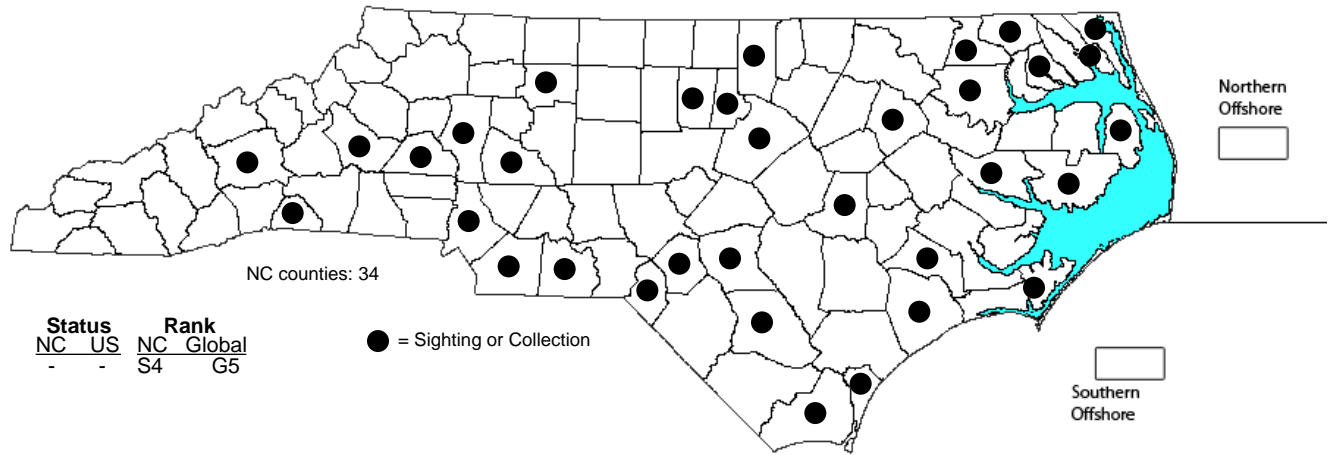 Northern
Offshore
NC counties: 34
Status Rank
NC US NC Global
- - S4 G5
= Sighting or Collection
Southern
Offshore